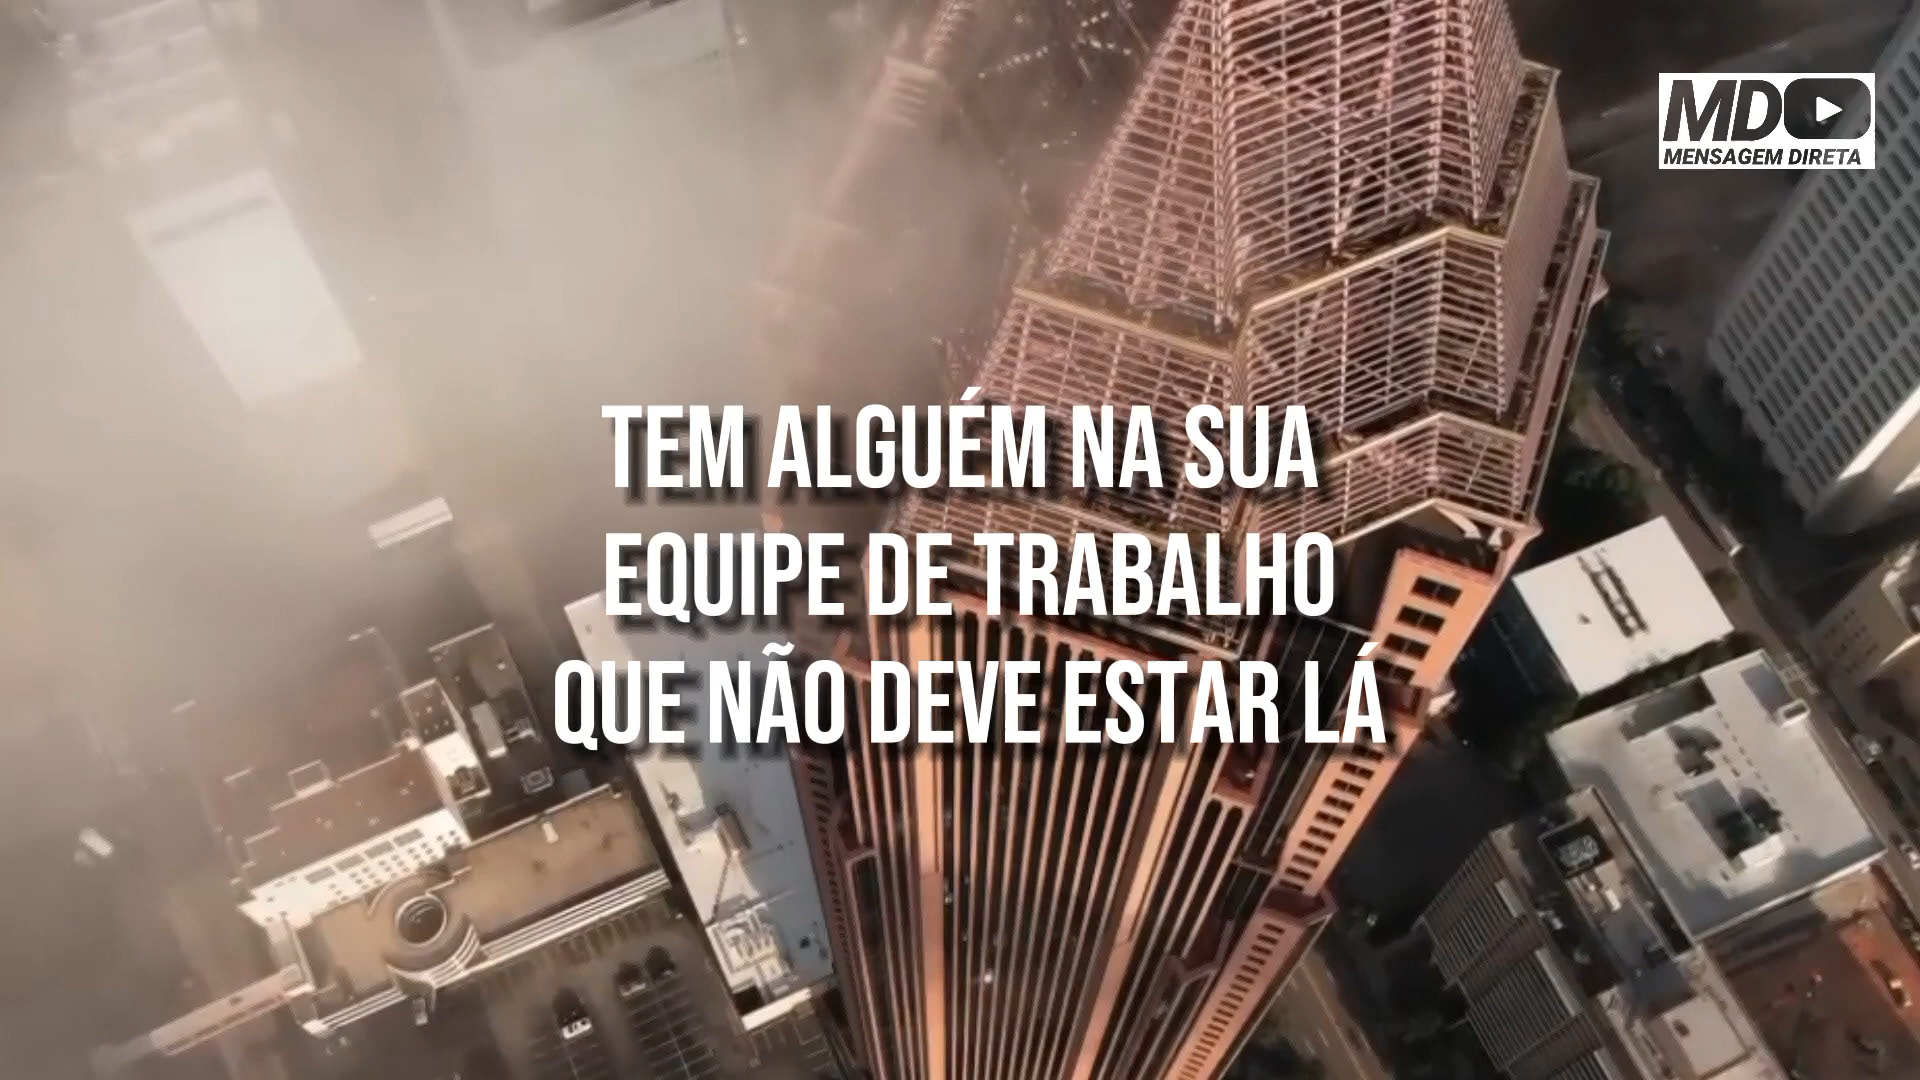 MD
MENSAGEM DIRETA
TEM ALGUÉM NA SUA
EQUIPE DE TRABALHO
QUE NÃO DEVE ESTAR LÁ